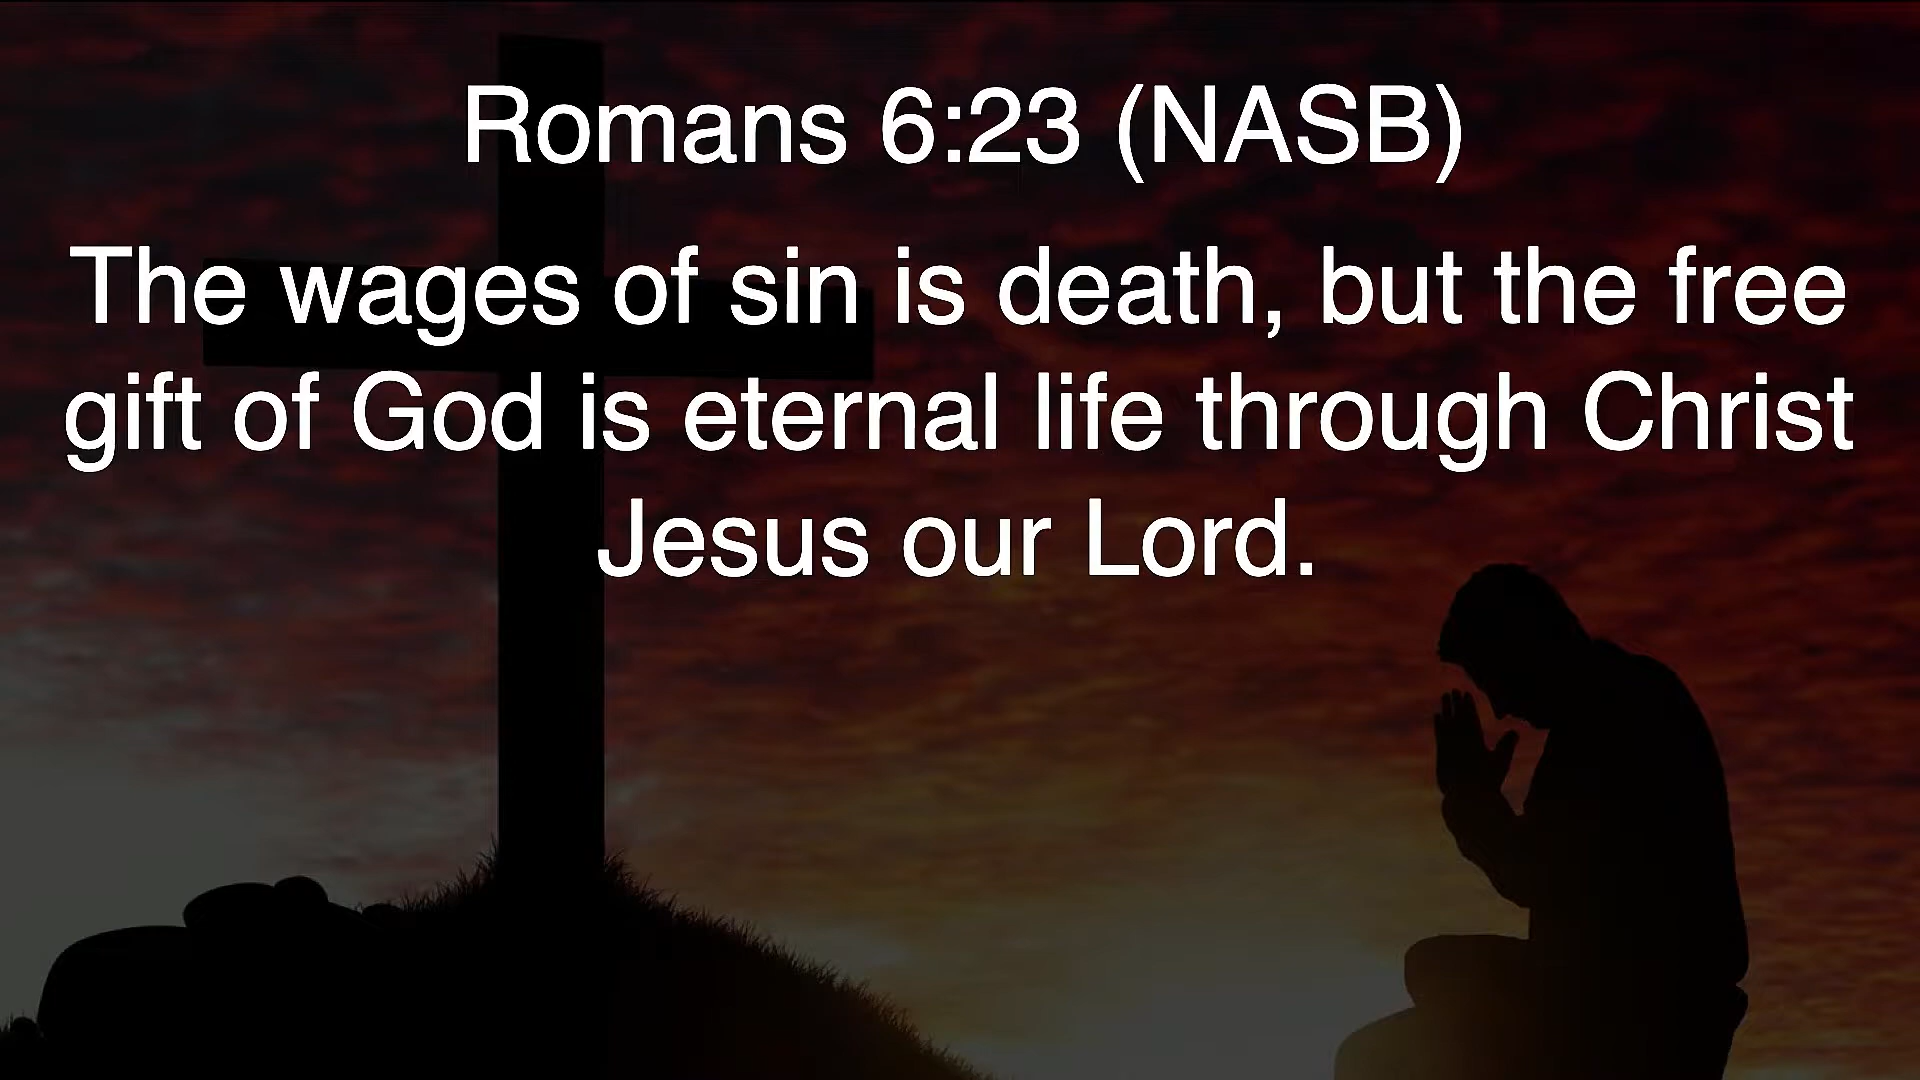 Romans 6:23 (NASB)
The wages of sin is death, but the free
gift of God is eternal life through Christ
Jesus our Lord.